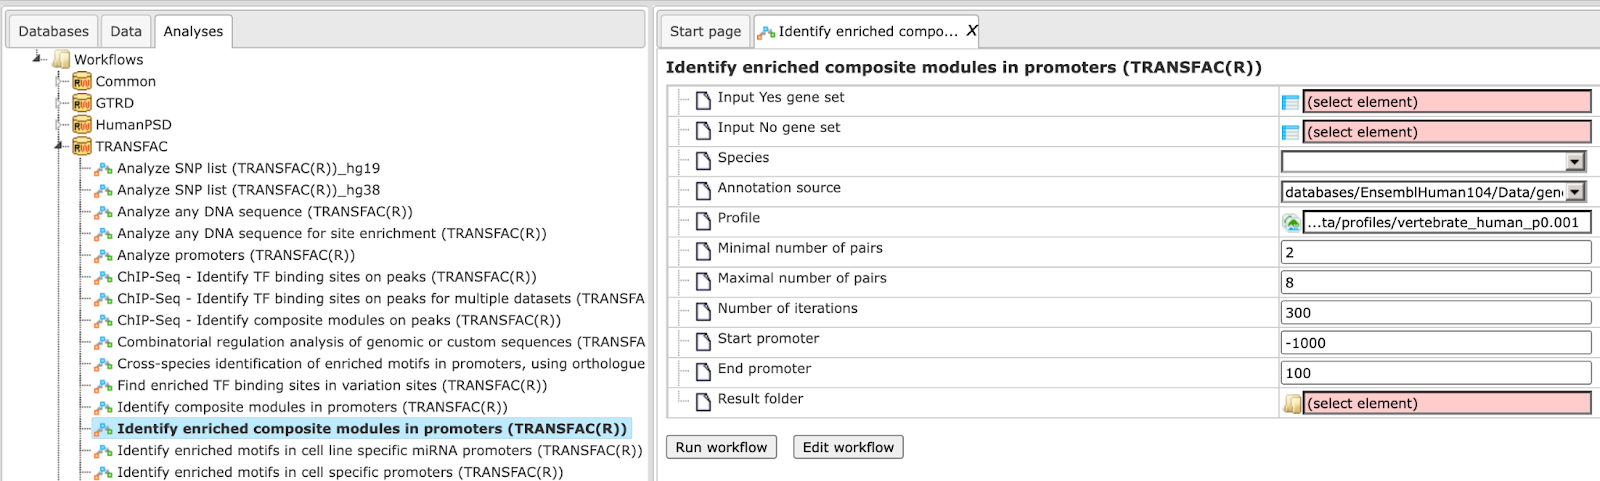 Databases
Data
Analyses
Workflows
Common
GTRD
HumanPSD
TRANSFAC
Analyze SNP list (TRANSFAC(R))_hg19
Analyze SNP list (TRANSFAC(R))_hg38
Analyze any DNA sequence (TRANSFAC(R))
Analyze any DNA sequence for site enrichment (TRANSFAC(R))
Analyze promoters (TRANSFAC(R))
ChIP-Seq - Identify TF binding sites on peaks (TRANSFAC(R))
ChIP-Seq - Identify TF binding sites on peaks for multiple datasets (TRANSFA
ChIP-Seq - Identify composite modules on peaks (TRANSFAC(R))
Combinatorial regulation analysis of genomic or custom sequences (TRANSFA
Cross-species identification of enriched motifs in promoters, using orthologue
Find enriched TF binding sites in variation sites (TRANSFAC(R))
Identify composite modules in promoters (TRANSFAC(R))
Identify enriched composite modules in promoters (TRANSFAC(R))
Identify enriched motifs in cell line specific miRNA promoters (TRANSFAC(R))
Identify enriched motifs in cell specific promoters (TRANSFAC(R))
Start page
Identify enriched compo... X
Identify enriched composite modules in promoters (TRANSFAC(R))
Input Yes gene set (select element)
Input No gene set (select element)
Species
Annotation source databases/EnsemblHuman104/Data/gen
Profile ...ta/profiles/vertebrate_human_p0.001
Minimal number of pairs 2
Maximal number of pairs 8
Number of iterations 300
Start promoter -1000
End promoter 100
Result folder (select element)
Run workflow
Edit workflow